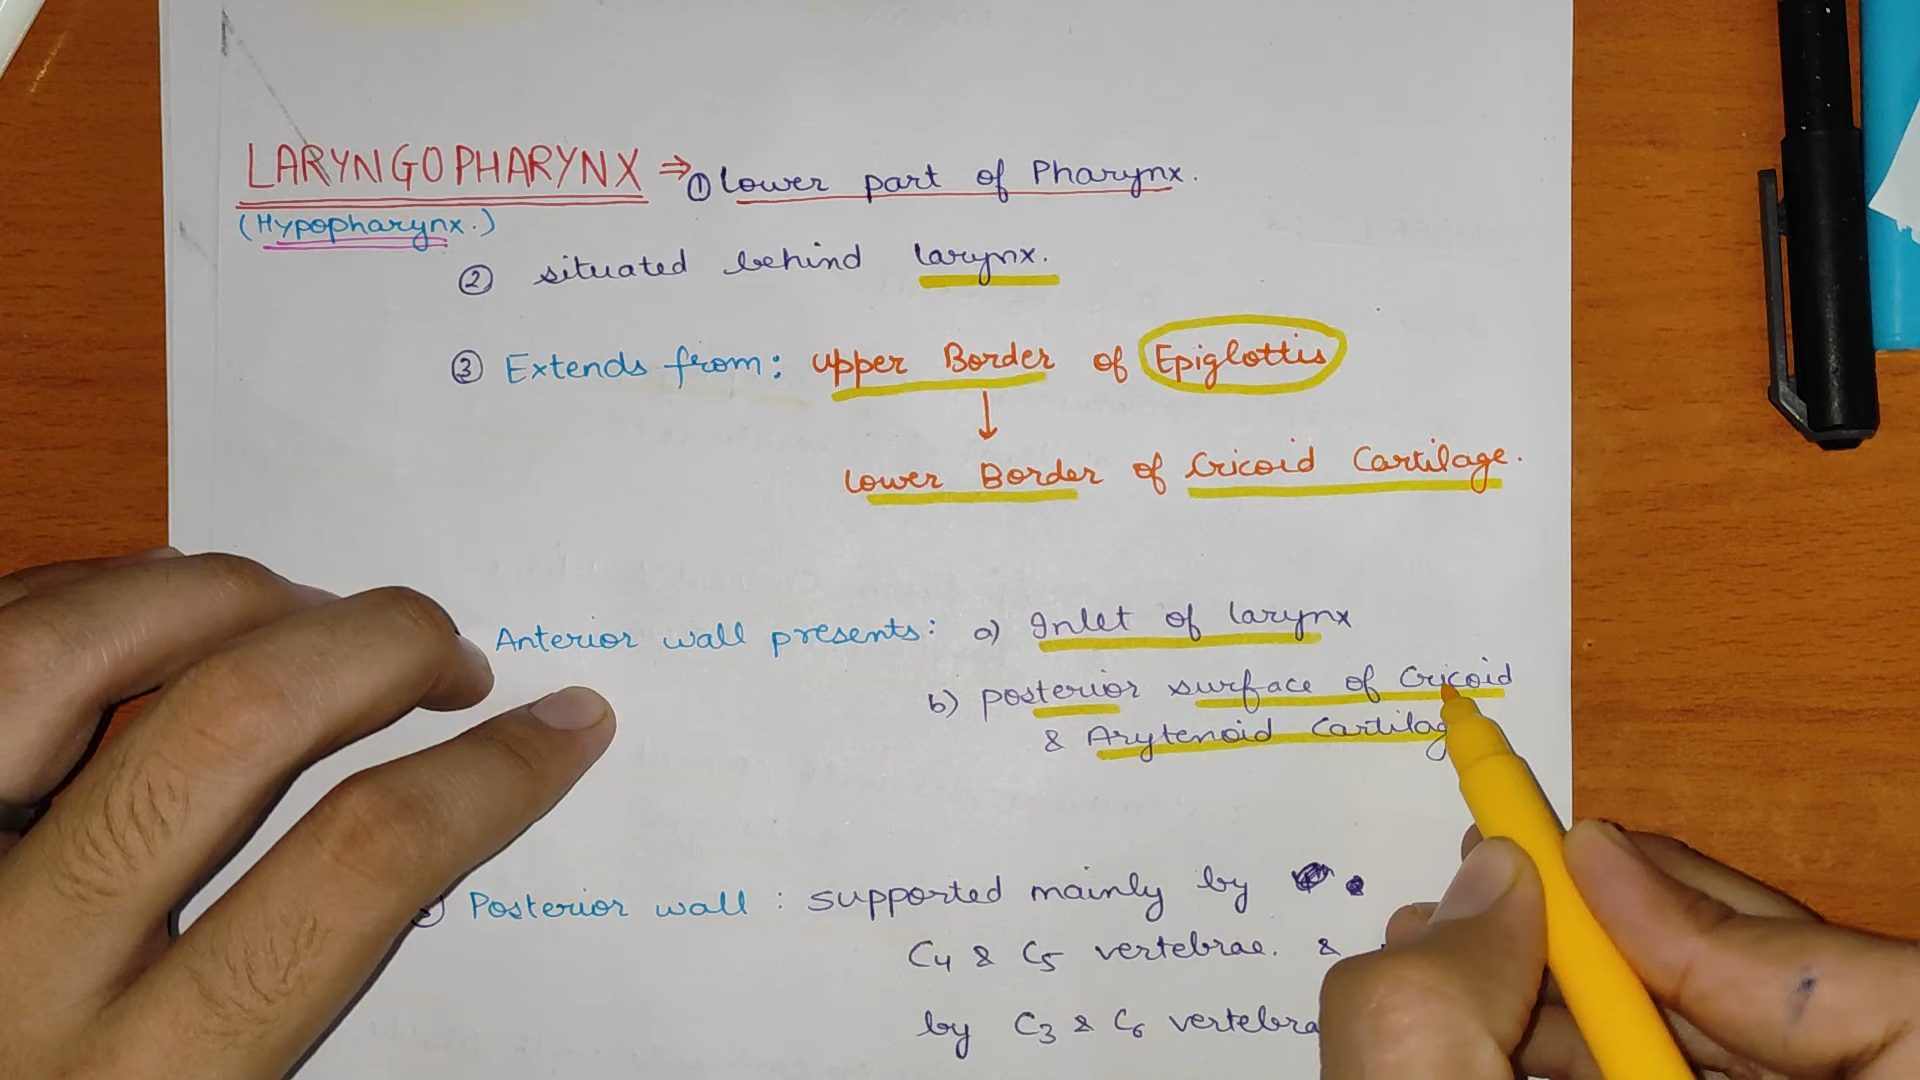 LARYNGOPHARYNX ⇒ ① Lower part of Pharynx.
(Hypopharynx.)
② situated behind larynx.
③ Extends from: upper Border of Epiglottis
↓
Lower Border of Cricoid Cartilage.
Anterior wall presents: a) Inlet of larynx
b) posterior surface of Cricoid
& Arytenoid Cartilag
Posterior wall : supported mainly by
C4 & C5 vertebrae. &
by C3 & C6 vertebra